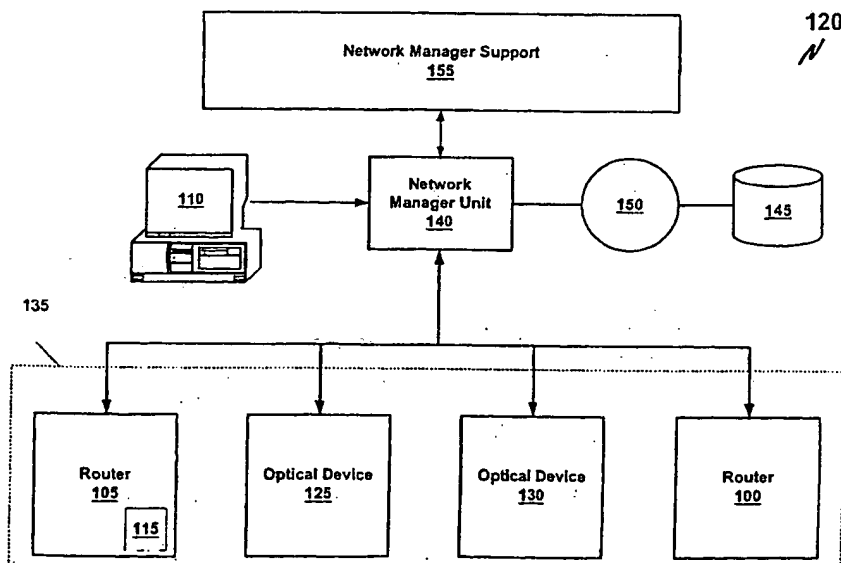 120
Network Manager Support
155
110
Network
Manager Unit
140
150
145
135
Router
105
115
Optical Device
125
Optical Device
130
Router
100